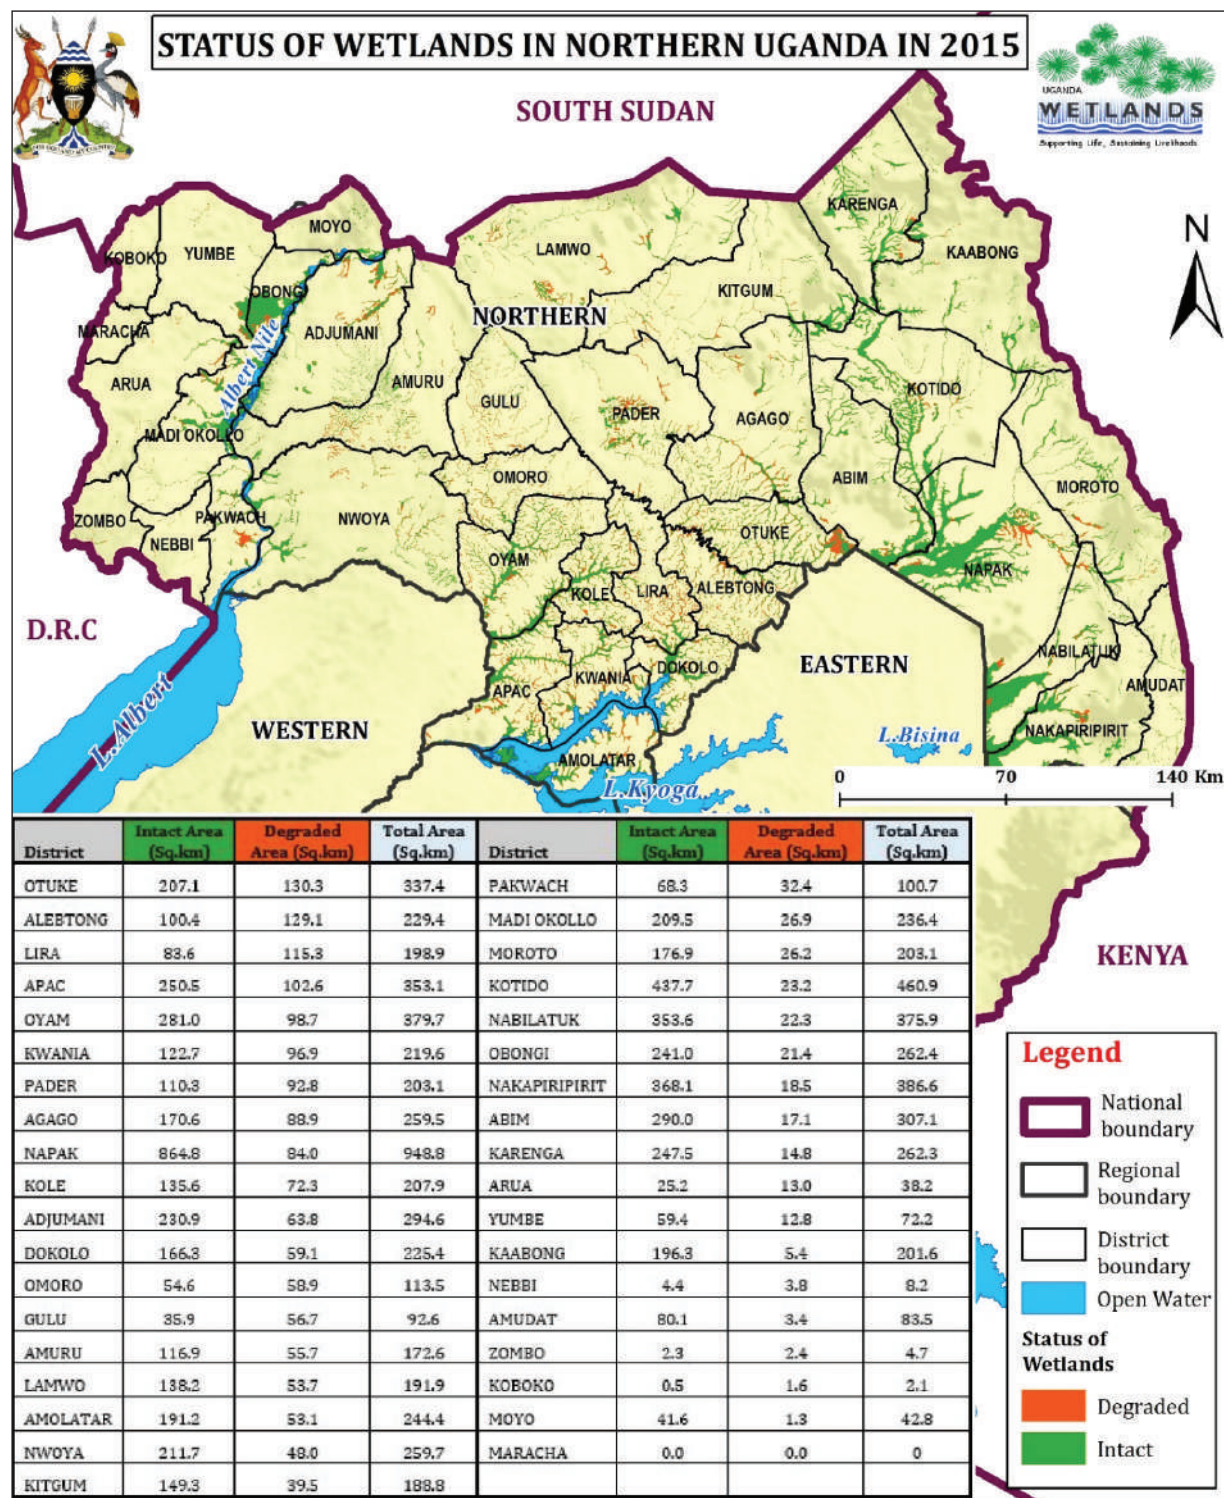 STATUS OF WETLANDS IN NORTHERN UGANDA IN 2015
UGANDA
WETLANDS
Supporting Life, Sustaining Livelihoods
SOUTH SUDAN
N
KARENGA
MOYO
LAMWO
KAABONG
KOBOKO
YUMBE
OBONGI
KITGUM
NORTHERN
MARACHA
ADJUMANI
Albert Nile
ARUA
AMURU
GULU
PADER
AGAGO
KOTIDO
MADI OKOLLO
OMORO
ABIM
MOROTO
ZOMBO
PAKWACH
NWOYA
NEBBI
OTUKE
OYAM
NAPAK
KOLE
LIRA
ALEBTONG
D.R.C
NABILATUK
EASTERN
DOKOLO
KWANIA
AMUDAT
APAC
L.Albert
WESTERN
NAKAPIRIPIRIT
L.Bisina
AMOLATAR
L.Kyoga
0 70 140 Km
District Intact Area (Sq.km) Degraded Area (Sq.km) Total Area (Sq.km) District Intact Area (Sq.km) Degraded Area (Sq.km) Total Area (Sq.km)
OTUKE 207.1 130.3 337.4 PAKWACH 68.3 32.4 100.7
ALEBTONG 100.4 129.1 229.4 MADI OKOLLO 209.5 26.9 236.4
LIRA 83.6 115.3 198.9 MOROTO 176.9 26.2 203.1
APAC 250.5 102.6 353.1 KOTIDO 437.7 23.2 460.9
OYAM 281.0 98.7 379.7 NABILATUK 353.6 22.3 375.9
KWANIA 122.7 96.9 219.6 OBONGI 241.0 21.4 262.4
PADER 110.3 92.8 203.1 NAKAPIRIPIRIT 368.1 18.5 386.6
AGAGO 170.6 88.9 259.5 ABIM 290.0 17.1 307.1
NAPAK 864.8 84.0 948.8 KARENGA 247.5 14.8 262.3
KOLE 135.6 72.3 207.9 ARUA 25.2 13.0 38.2
ADJUMANI 230.9 63.8 294.6 YUMBE 59.4 12.8 72.2
DOKOLO 166.3 59.1 225.4 KAABONG 196.3 5.4 201.6
OMORO 54.6 58.9 113.5 NEBBI 4.4 3.8 8.2
GULU 35.9 56.7 92.6 AMUDAT 80.1 3.4 83.5
AMURU 116.9 55.7 172.6 ZOMBO 2.3 2.4 4.7
LAMWO 138.2 53.7 191.9 KOBOKO 0.5 1.6 2.1
AMOLATAR 191.2 53.1 244.4 MOYO 41.6 1.3 42.8
NWOYA 211.7 48.0 259.7 MARACHA 0.0 0.0 0
KITGUM 149.3 39.5 188.8
KENYA
Legend
National
boundary
Regional
boundary
District
boundary
Open Water
Status of
Wetlands
Degraded
Intact